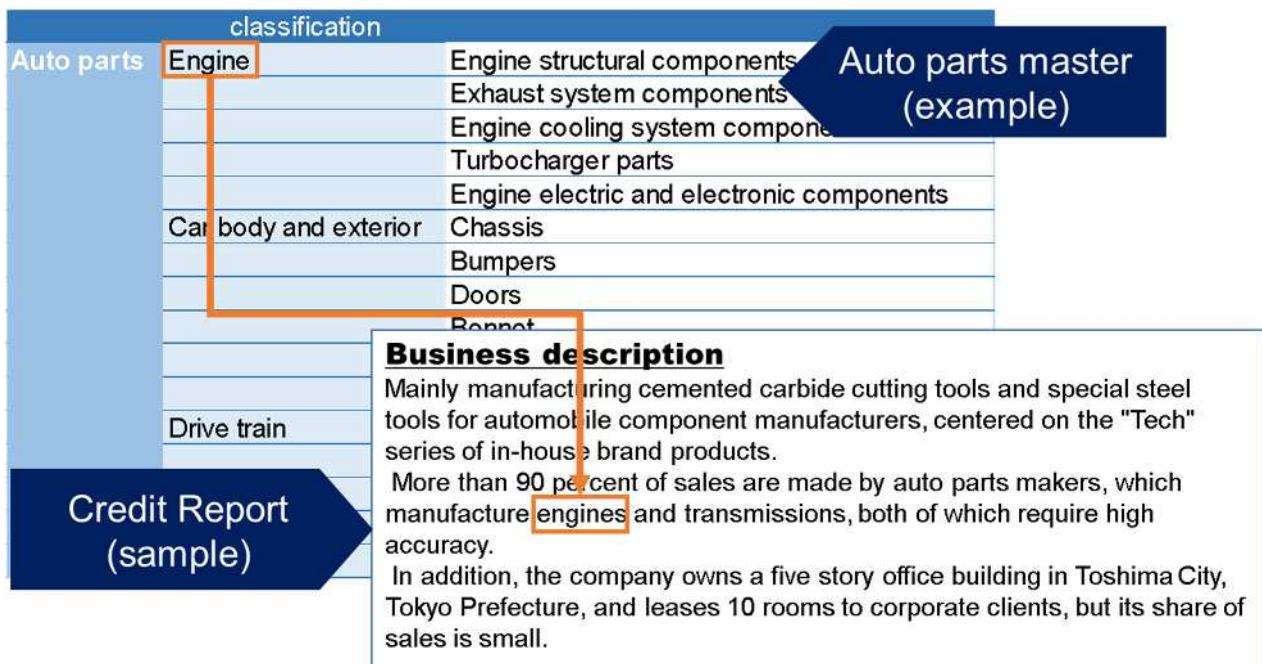 classification
Auto parts Engine Engine structural components
Exhaust system components
Engine cooling system compone
Turbocharger parts
Engine electric and electronic components
Car body and exterior Chassis
Bumpers
Doors
Bonnet
Drive train
Auto parts master
(example)
Credit Report
(sample)
Business description
Mainly manufacturing cemented carbide cutting tools and special steel
tools for automobile component manufacturers, centered on the "Tech"
series of in-house brand products.
More than 90 percent of sales are made by auto parts makers, which
manufacture engines and transmissions, both of which require high
accuracy.
In addition, the company owns a five story office building in Toshima City,
Tokyo Prefecture, and leases 10 rooms to corporate clients, but its share of
sales is small.